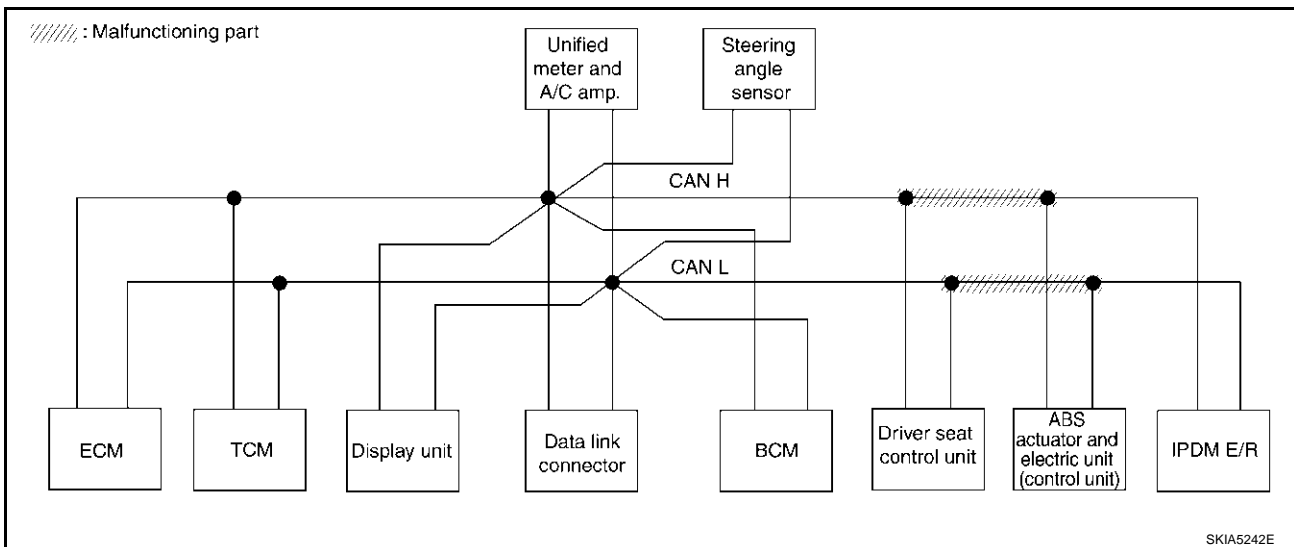 : Malfunctioning part
Unified
meter and
A/C amp.
Steering
angle
sensor
CAN H
CAN L
ECM
TCM
Display unit
Data link
connector
BCM
Driver seat
control unit
ABS
actuator and
electric unit
(control unit)
IPDM E/R
SKIA5242E